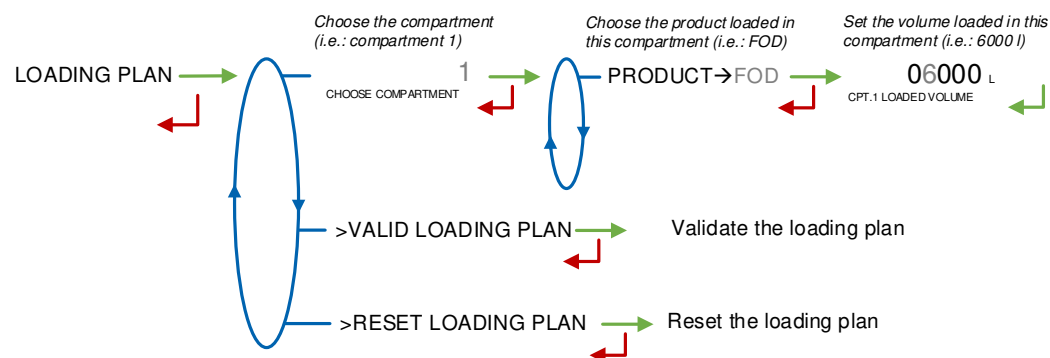 Choose the compartment
(i.e.: compartment 1)
Choose the product loaded in
this compartment (i.e.: FOD)
Set the volume loaded in this
compartment (i.e.: 6000 l)
LOADING PLAN
1
CHOOSE COMPARTMENT
PRODUCT→FOD
06000 L
CPT.1 LOADED VOLUME
>VALID LOADING PLAN
Validate the loading plan
>RESET LOADING PLAN
Reset the loading plan